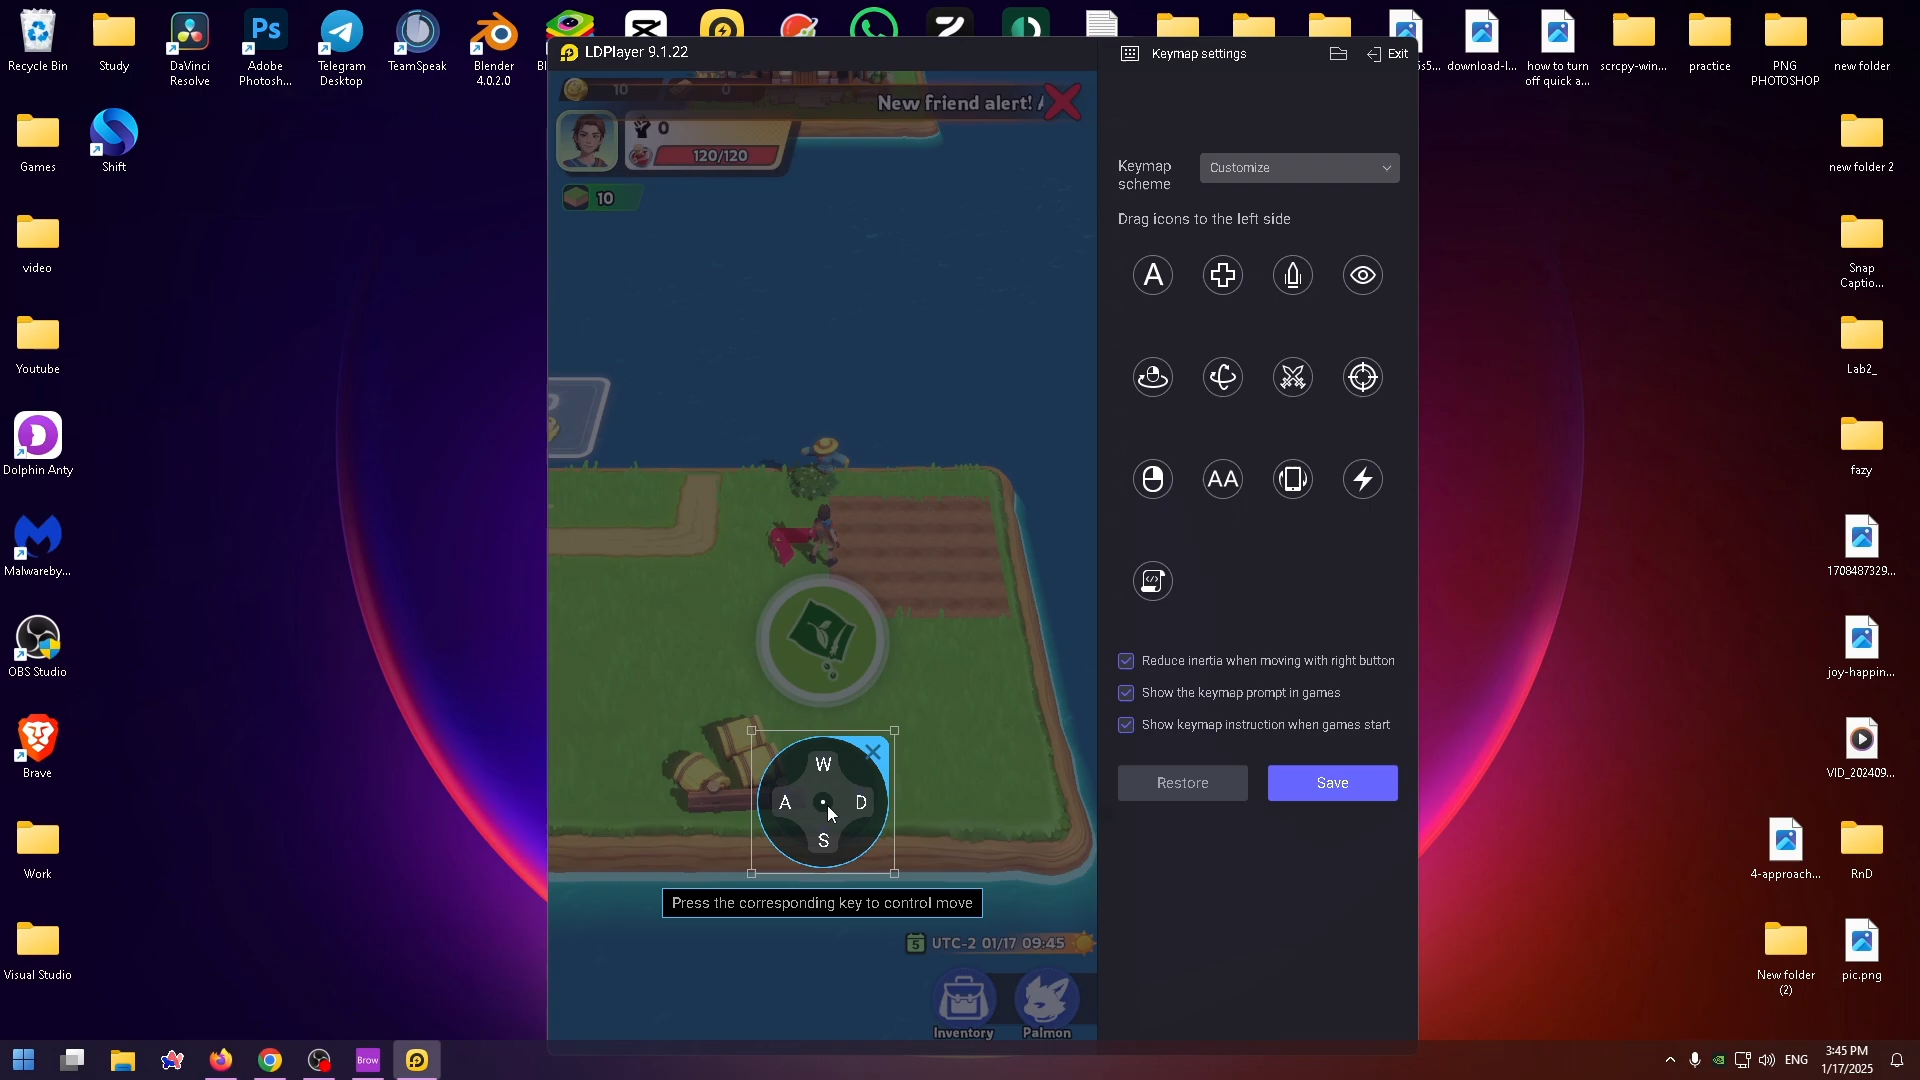 Recycle Bin
Study
DaVinci
Resolve
Adobe
Photosh...
Telegram
Desktop
TeamSpeak
Blender
4.0.2.0
LDPlayer 9.1.22
Keymap settings
Exit
download-l...
how to turn
off quick a...
scrcpy-win...
practice
PNG
PHOTOSHOP
new folder
10
0
New friend alert!
0
120/120
10
Games
Shift
video
Youtube
Dolphin Anty
Malwareby...
OBS Studio
Brave
Work
Visual Studio
Keymap
scheme
Customize
Drag icons to the left side
A
AA
Reduce inertia when moving with right button
Show the keymap prompt in games
Show keymap instruction when games start
Restore
Save
W
A
D
S
Press the corresponding key to control move
5
UTC-2 01/17 09:45
Inventory
Palmon
new folder 2
Snap
Captio...
Lab2_
fazy
1708487329...
joy-happin...
VID_202409...
4-approach...
RnD
New folder
(2)
pic.png
Brow
ENG
3:45 PM
1/17/2025